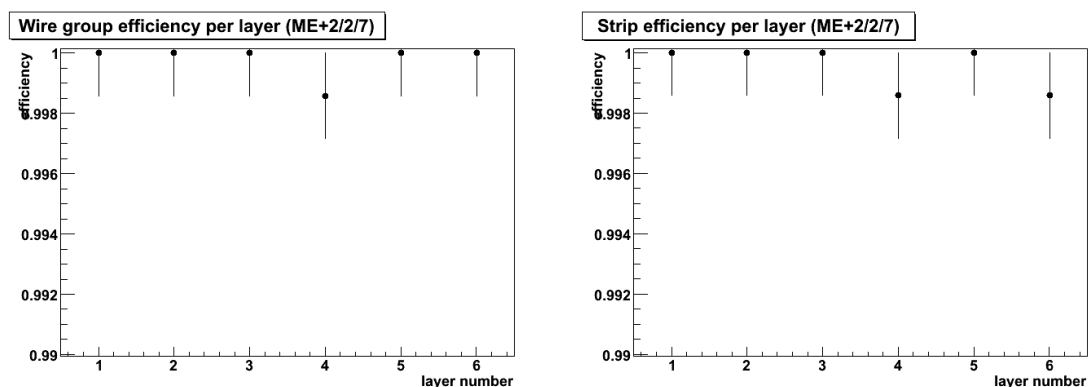 Wire group efficiency per layer (ME+2/2/7)
efficiency
1
0.998
0.996
0.994
0.992
0.99
1 2 3 4 5 6
layer number
Strip efficiency per layer (ME+2/2/7)
efficiency
1
0.998
0.996
0.994
0.992
0.99
1 2 3 4 5 6
layer number